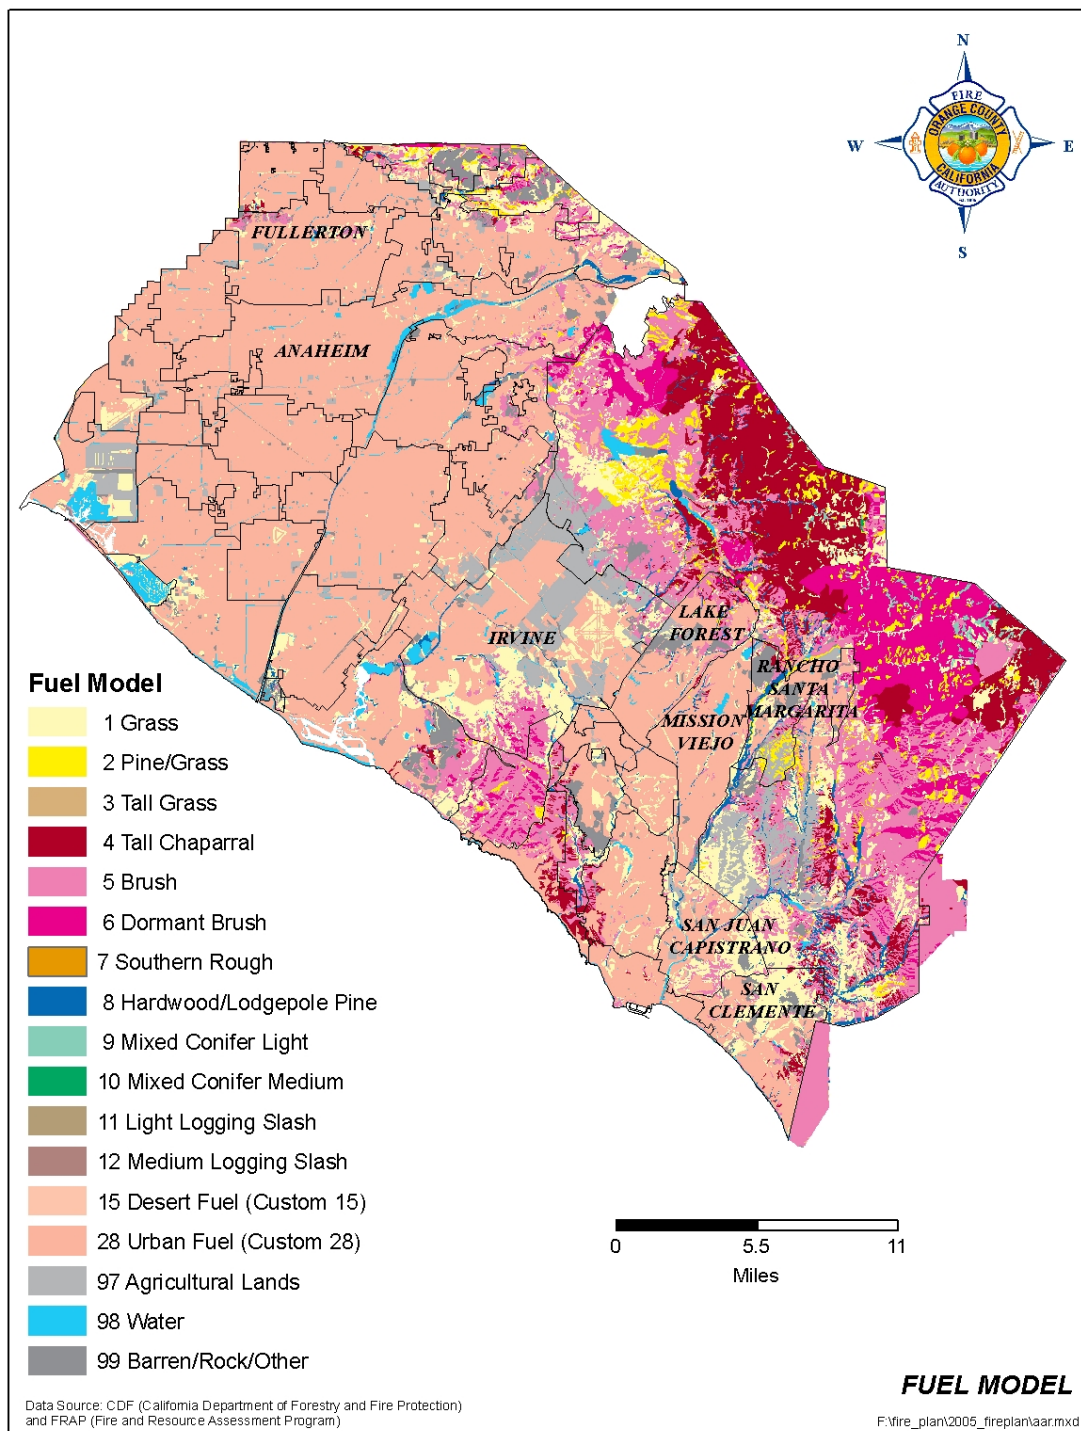 N
W
E
S
FIRE
ORANGE COUNTY
CALIFORNIA
AUTHORITY
FULLERTON
ANAHEIM
IRVINE
LAKE
FOREST
RANCHO
SANTA
MARGARITA
MISSION
VIEJO
SAN JUAN
CAPISTRANO
SAN
CLEMENTE
Fuel Model
1 Grass
2 Pine/Grass
3 Tall Grass
4 Tall Chaparral
5 Brush
6 Dormant Brush
7 Southern Rough
8 Hardwood/Lodgepole Pine
9 Mixed Conifer Light
10 Mixed Conifer Medium
11 Light Logging Slash
12 Medium Logging Slash
15 Desert Fuel (Custom 15)
28 Urban Fuel (Custom 28)
97 Agricultural Lands
98 Water
99 Barren/Rock/Other
0 5.5 11
Miles
FUEL MODEL
Data Source: CDF (California Department of Forestry and Fire Protection)
and FRAP (Fire and Resource Assessment Program)
F:\fire_plan\2005_fireplan\aar.mxd